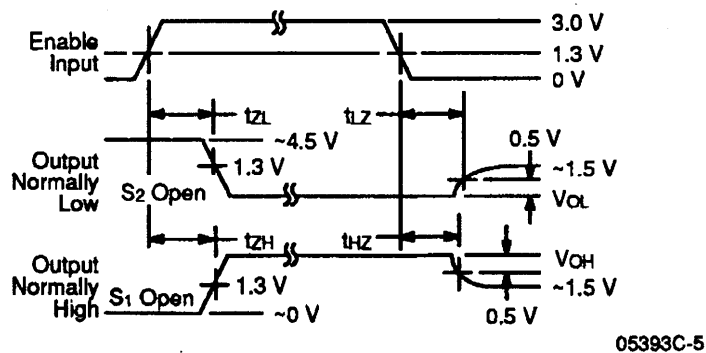 3.0 V
Enable
Input
1.3 V
0 V
tZL
tLZ
0.5 V
~4.5 V
Output
Normally
Low
1.3 V
~1.5 V
S2 Open
VOL
tZH
tHZ
Output
Normally
High
VOH
S1 Open
1.3 V
~1.5 V
~0 V
0.5 V
05393C-5